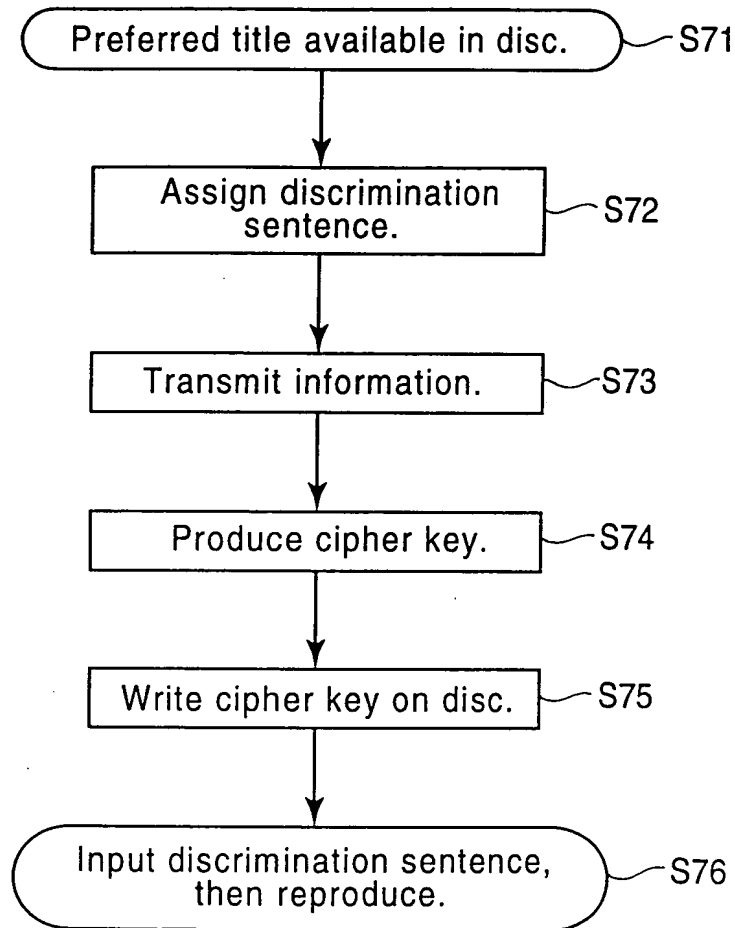 Preferred title available in disc.
S71
Assign discrimination
sentence.
S72
Transmit information.
S73
Produce cipher key.
S74
Write cipher key on disc.
S75
Input discrimination sentence,
then reproduce.
S76